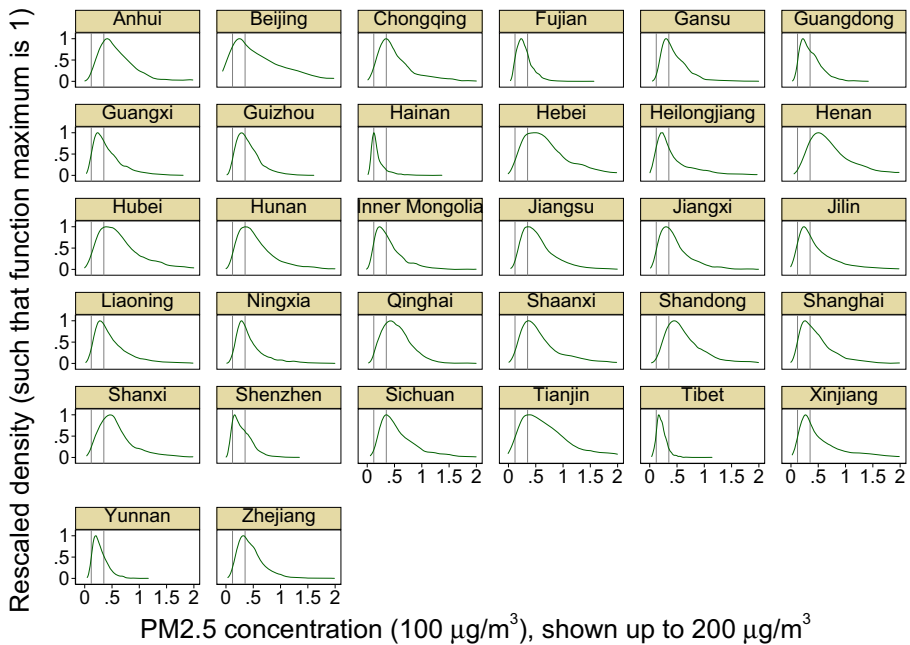 Rescaled density (such that function maximum is 1)
Anhui Beijing Chongqing Fujian Gansu Guangdong
1
.5
0
Guangxi Guizhou Hainan Hebei Heilongjiang Henan
1
.5
0
Hubei Hunan Inner Mongolia Jiangsu Jiangxi Jilin
1
.5
0
Liaoning Ningxia Qinghai Shaanxi Shandong Shanghai
1
.5
0
Shanxi Shenzhen Sichuan Tianjin Tibet Xinjiang
1
.5
0
0 .5 1 1.5 2 0 .5 1 1.5 2 0 .5 1 1.5 2 0 .5 1 1.5 2
Yunnan Zhejiang
1
.5
0
0 .5 1 1.5 2 0 .5 1 1.5 2
PM2.5 concentration (100 μg/m³), shown up to 200 μg/m³